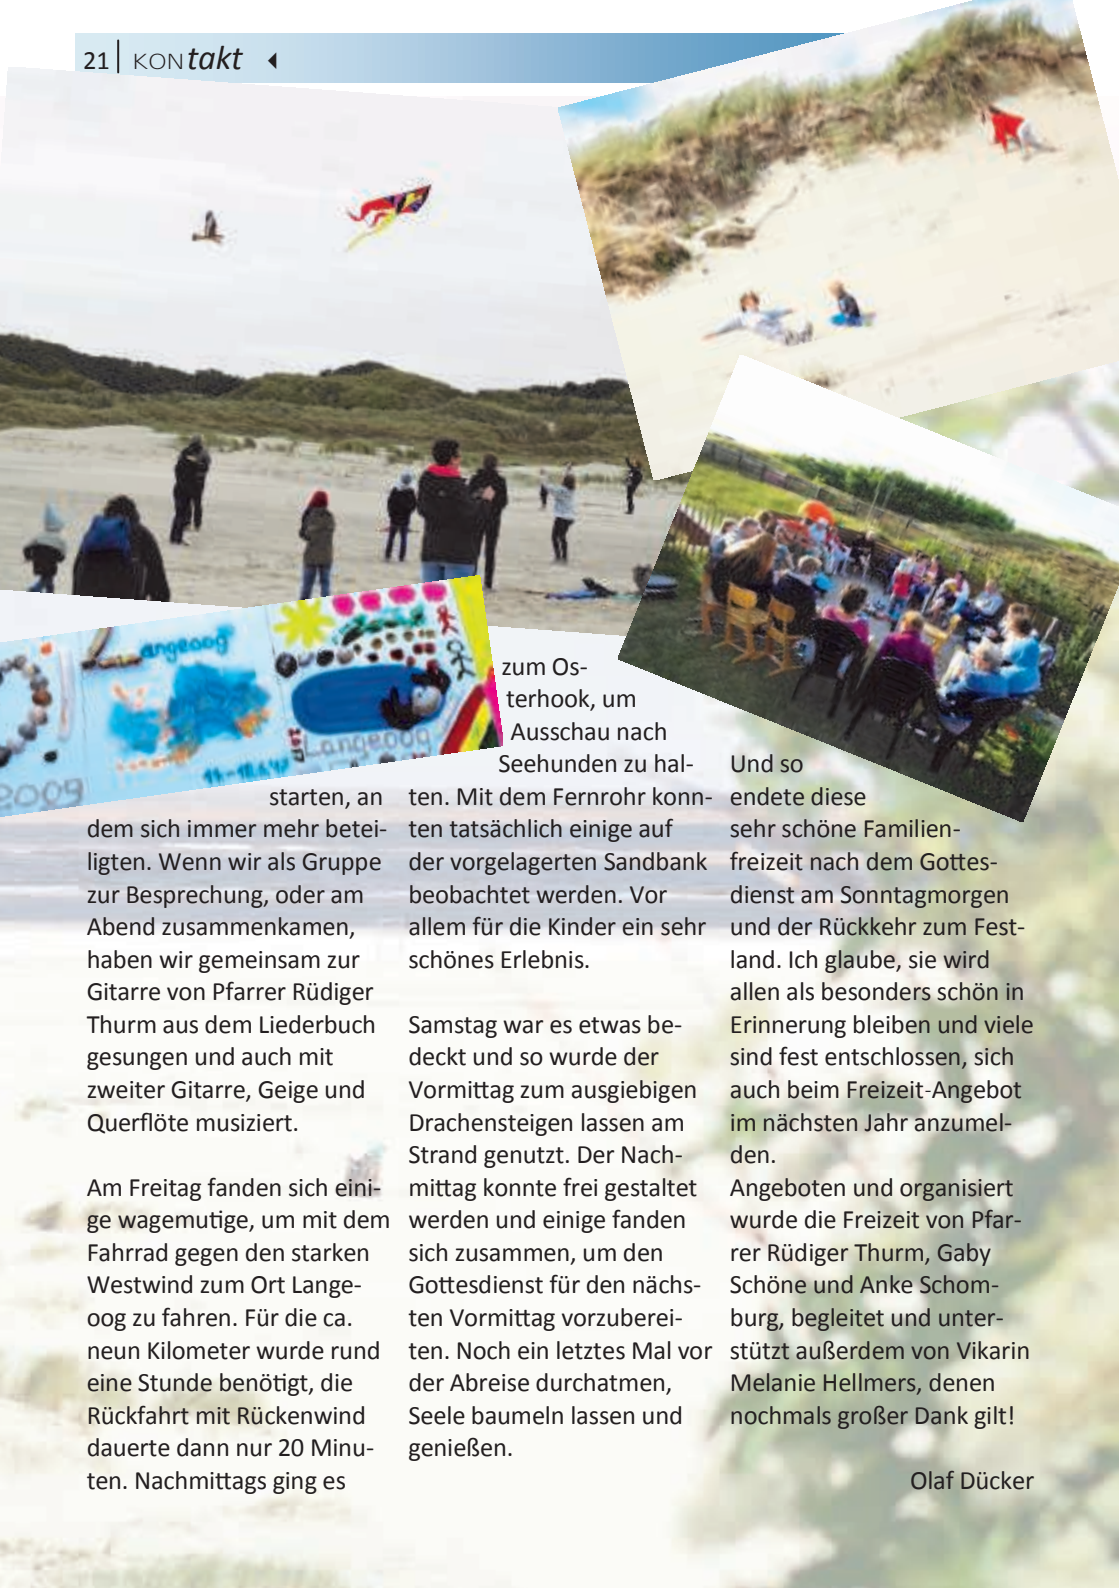 21 KONtakt
Langeoog
2017
Langeoog
2009
starten, an
dem sich immer mehr betei-
ligten. Wenn wir als Gruppe
zur Besprechung, oder am
Abend zusammenkamen,
haben wir gemeinsam zur
Gitarre von Pfarrer Rüdiger
Thurm aus dem Liederbuch
gesungen und auch mit
zweiter Gitarre, Geige und
Querflöte musiziert.
Am Freitag fanden sich eini-
ge wagemutige, um mit dem
Fahrrad gegen den starken
Westwind zum Ort Lange-
oog zu fahren. Für die ca.
neun Kilometer wurde rund
eine Stunde benötigt, die
Rückfahrt mit Rückenwind
dauerte dann nur 20 Minu-
ten. Nachmittags ging es
zum Os-
terhook, um
Ausschau nach
Seehunden zu hal-
ten. Mit dem Fernrohr konn-
ten tatsächlich einige auf
der vorgelagerten Sandbank
beobachtet werden. Vor
allem für die Kinder ein sehr
schönes Erlebnis.
Samstag war es etwas be-
deckt und so wurde der
Vormittag zum ausgiebigen
Drachensteigen lassen am
Strand genutzt. Der Nach-
mittag konnte frei gestaltet
werden und einige fanden
sich zusammen, um den
Gottesdienst für den nächs-
ten Vormittag vorzuberei-
ten. Noch ein letztes Mal vor
der Abreise durchatmen,
Seele baumeln lassen und
genießen.
Und so
endete diese
sehr schöne Familien-
freizeit nach dem Gottes-
dienst am Sonntagmorgen
und der Rückkehr zum Fest-
land. Ich glaube, sie wird
allen als besonders schön in
Erinnerung bleiben und viele
sind fest entschlossen, sich
auch beim Freizeit-Angebot
im nächsten Jahr anzumel-
den.
Angeboten und organisiert
wurde die Freizeit von Pfar-
rer Rüdiger Thurm, Gaby
Schöne und Anke Schom-
burg, begleitet und unter-
stützt außerdem von Vikarin
Melanie Hellmers, denen
nochmals großer Dank gilt!
Olaf Dücker